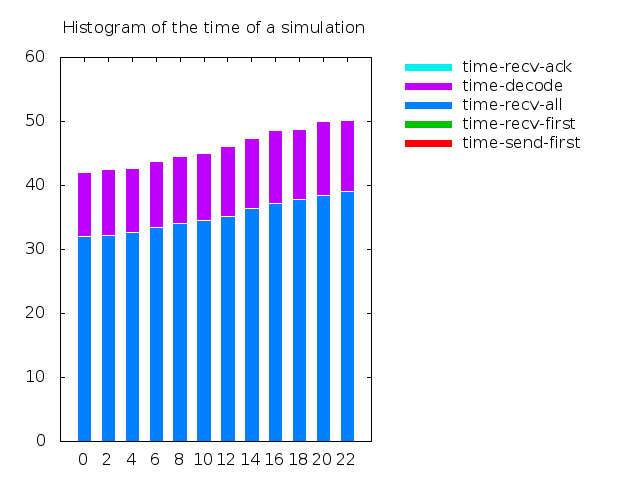 Histogram of the time of a simulation
60
50
40
30
20
10
0
0 2 4 6 8 10 12 14 16 18 20 22
time-recv-ack
time-decode
time-recv-all
time-recv-first
time-send-first